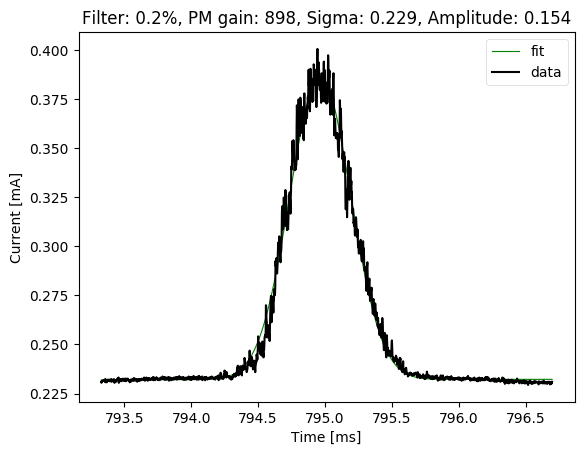 Filter: 0.2%, PM gain: 898, Sigma: 0.229, Amplitude: 0.154
fit
data
0.400
0.375
0.350
0.325
0.300
0.275
0.250
0.225
Current [mA]
793.5 794.0 794.5 795.0 795.5 796.0 796.5
Time [ms]